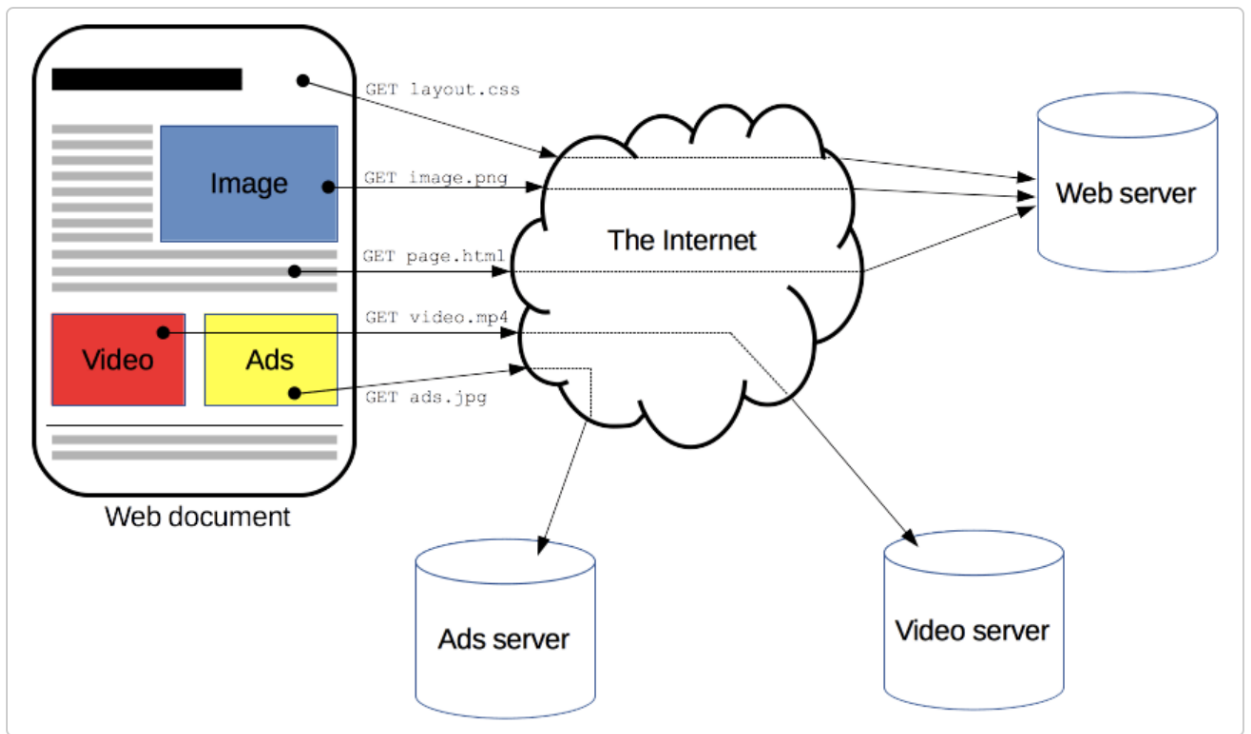 GET layout.css
Image
GET image.png
The Internet
Web server
GET page.html
GET video.mp4
Video
Ads
GET ads.jpg
Web document
Ads server
Video server